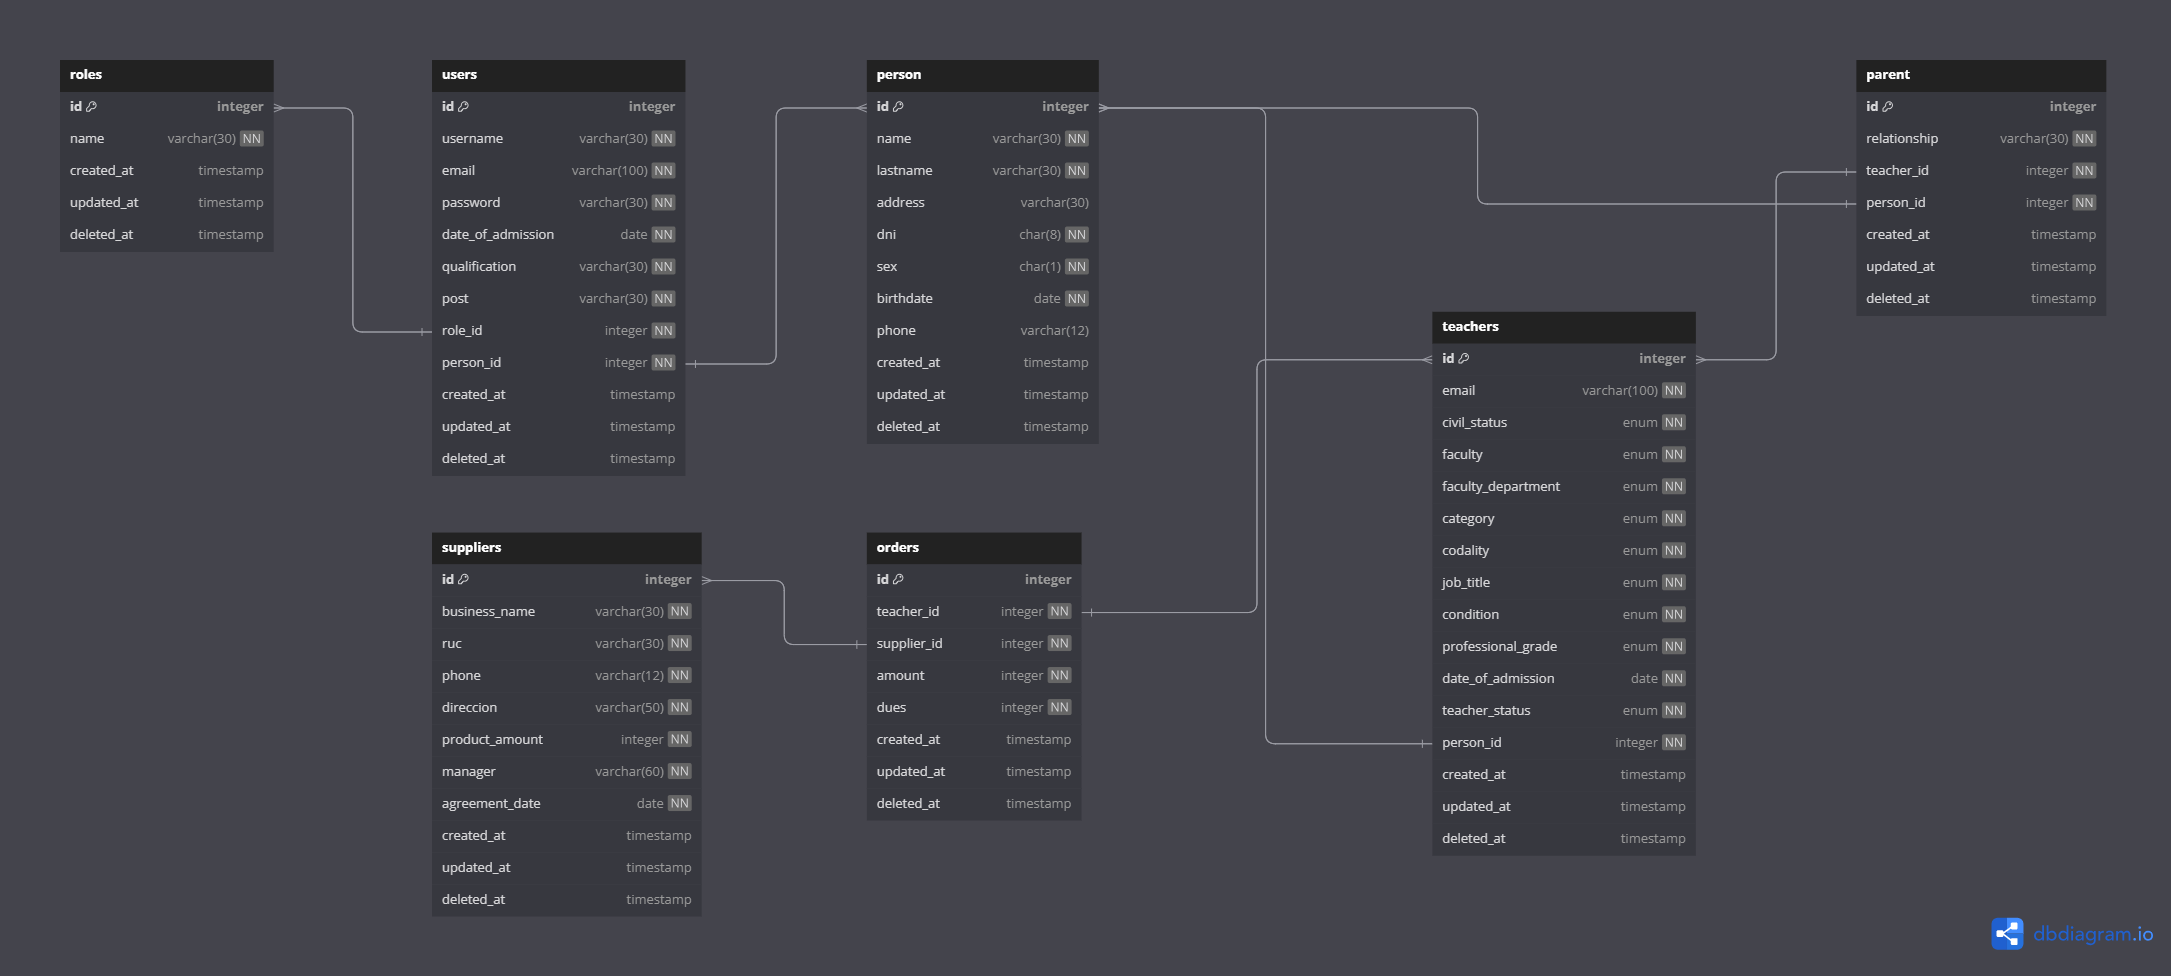 roles
id integer
name varchar(30) NN
created_at timestamp
updated_at timestamp
deleted_at timestamp
users
id integer
username varchar(30) NN
email varchar(100) NN
password varchar(30) NN
date_of_admission date NN
qualification varchar(30) NN
post varchar(30) NN
role_id integer NN
person_id integer NN
created_at timestamp
updated_at timestamp
deleted_at timestamp
person
id integer
name varchar(30) NN
lastname varchar(30) NN
address varchar(30)
dni char(8) NN
sex char(1) NN
birthdate date NN
phone varchar(12)
created_at timestamp
updated_at timestamp
deleted_at timestamp
parent
id integer
relationship varchar(30) NN
teacher_id integer NN
person_id integer NN
created_at timestamp
updated_at timestamp
deleted_at timestamp
teachers
id integer
email varchar(100) NN
civil_status enum NN
faculty enum NN
faculty_department enum NN
category enum NN
codality enum NN
job_title enum NN
condition enum NN
professional_grade enum NN
date_of_admission date NN
teacher_status enum NN
person_id integer NN
created_at timestamp
updated_at timestamp
deleted_at timestamp
suppliers
id integer
business_name varchar(30) NN
ruc varchar(30) NN
phone varchar(12) NN
direccion varchar(50) NN
product_amount integer NN
manager varchar(60) NN
agreement_date date NN
created_at timestamp
updated_at timestamp
deleted_at timestamp
orders
id integer
teacher_id integer NN
supplier_id integer NN
amount integer NN
dues integer NN
created_at timestamp
updated_at timestamp
deleted_at timestamp
dbdiagram.io